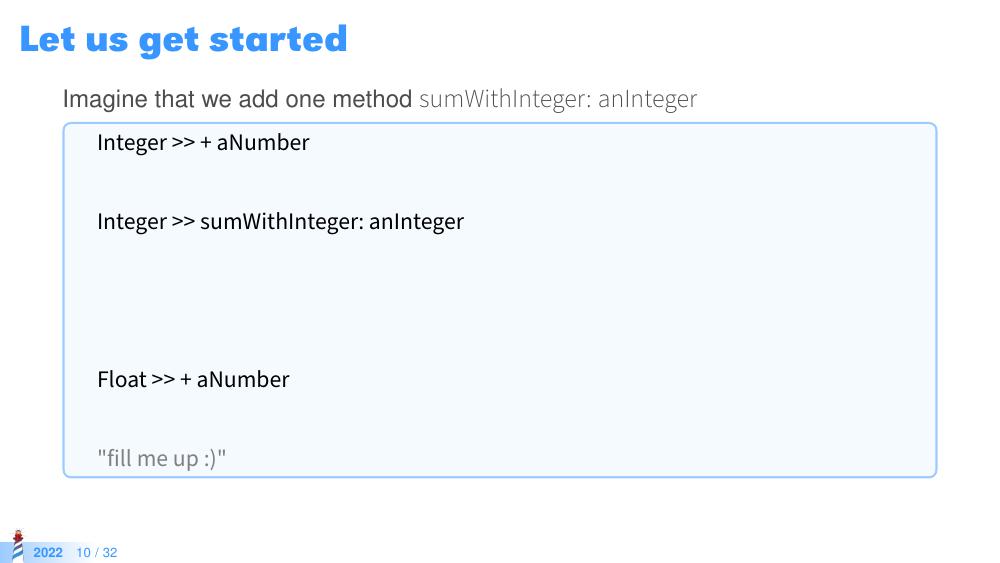 Let us get started
Imagine that we add one method sumWithInteger: anInteger
Integer >> + aNumber
Integer >> sumWithInteger: anInteger
Float >> + aNumber
"fill me up :)"
2022 10 / 32